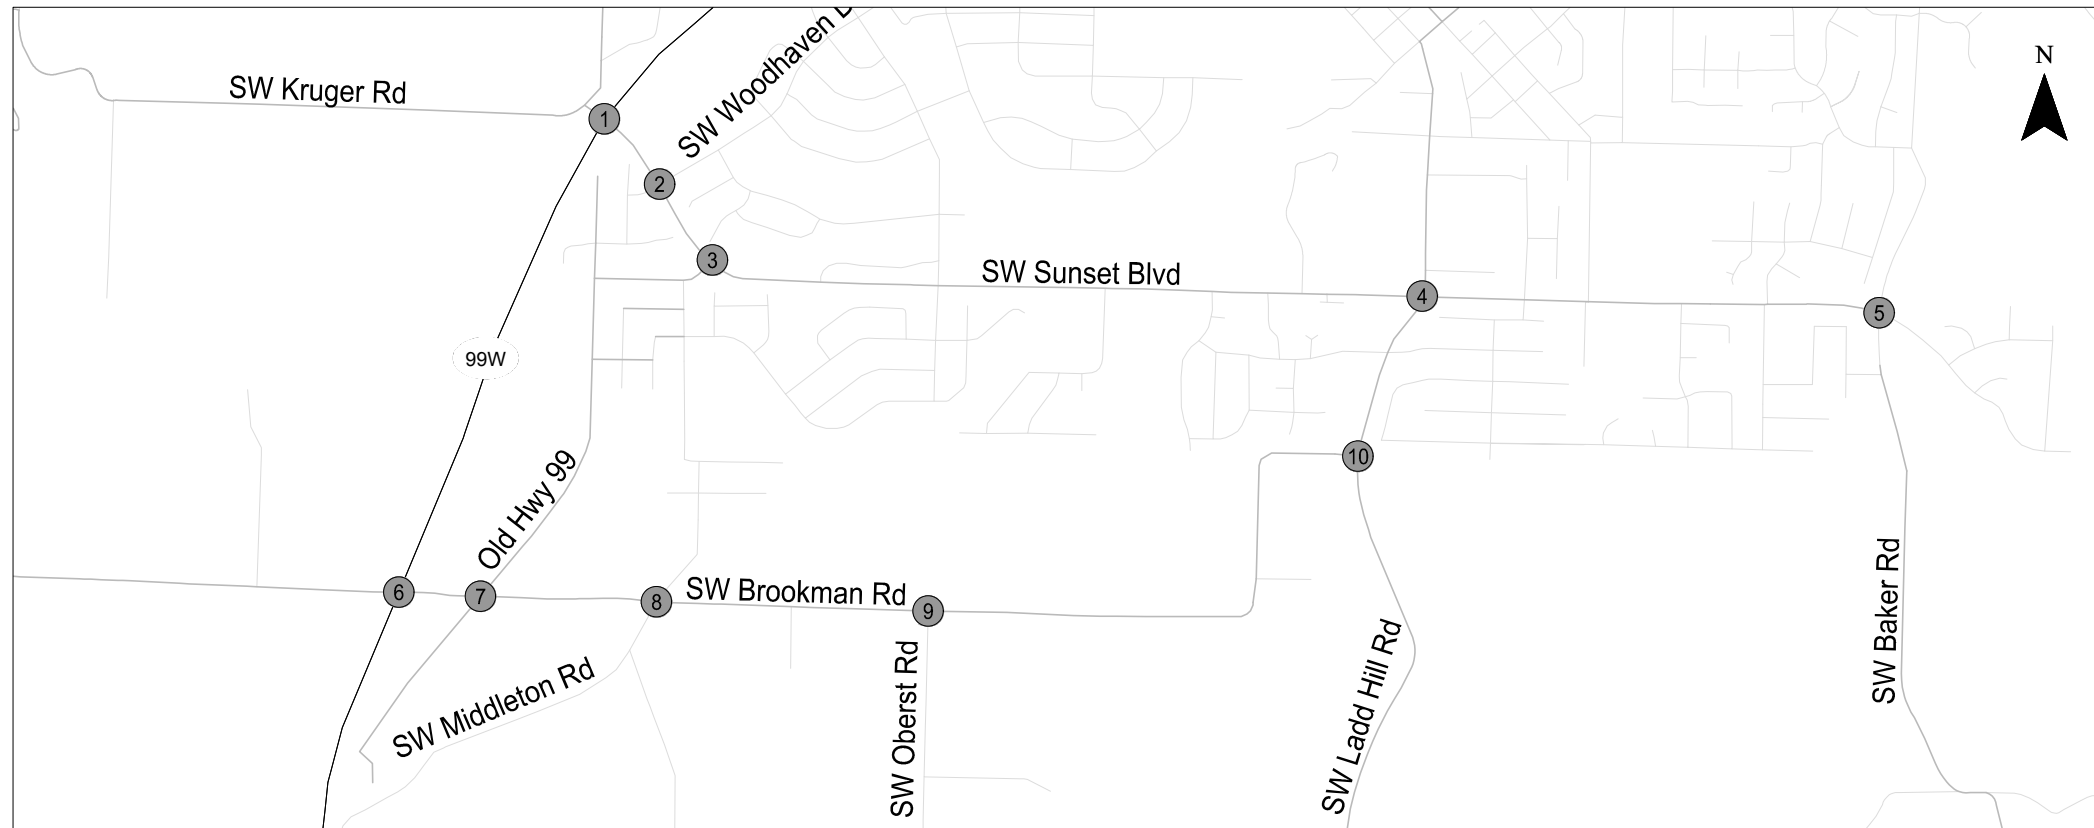 N
SW Kruger Rd
SW Woodhaven
1
2
3
SW Sunset Blvd
4
5
99W
Old Hwy 99
10
6
7
8
SW Brookman Rd
9
SW Middleton Rd
SW Oberst Rd
SW Ladd Hill Rd
SW Baker Rd